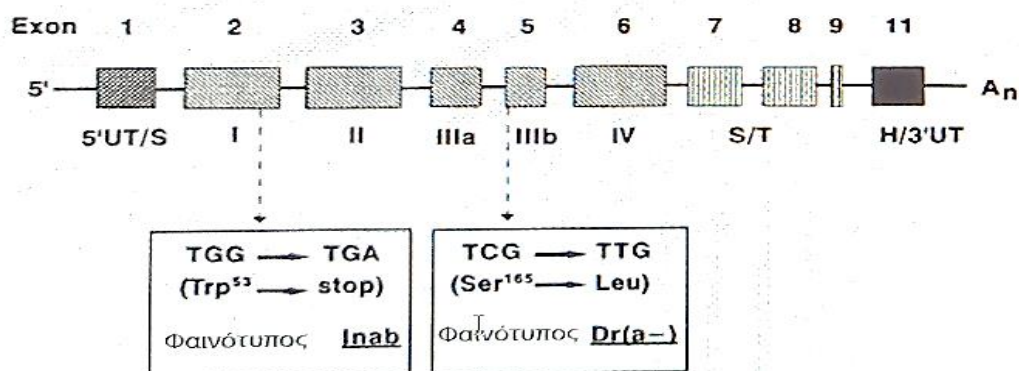 Exon 1 2 3 4 5 6 7 8 9 11
5' An
5'UT/S I II IIIa IIIb IV S/T H/3'UT
TGG → TGA TCG → TTG
(Trp⁵³ → stop) (Ser¹⁶⁵ → Leu)
Φαινότυπος Inab Φαινότυπος Dr(a−)